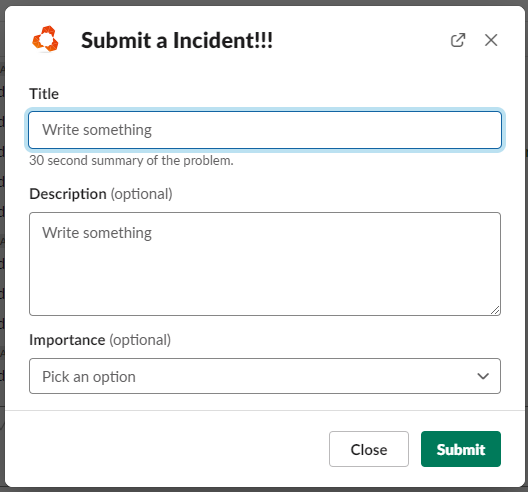 Submit a Incident!!!
Title
Write something
30 second summary of the problem.
Description (optional)
Write something
Importance (optional)
Pick an option
Close Submit